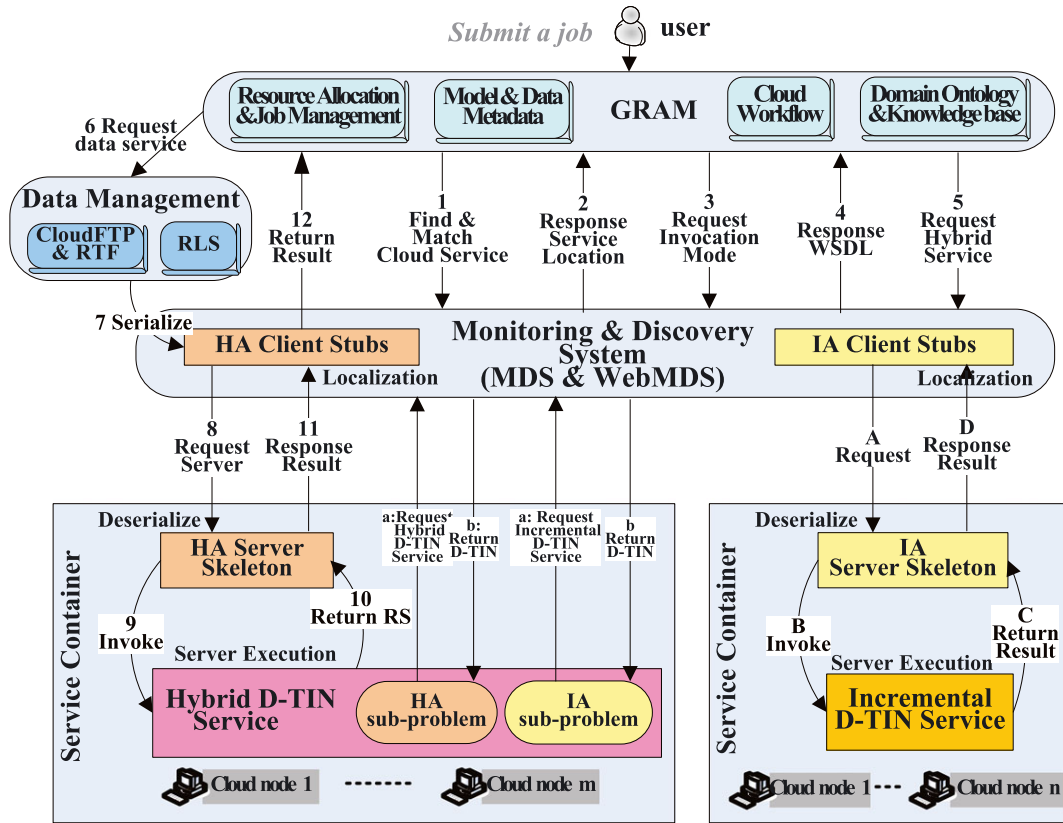 Submit a job
user
Resource Allocation
&Job Management
Model & Data
Metadata
GRAM
Cloud
Workflow
Domain Ontology
&Knowledge base
6 Request
data service
Data Management
CloudFTP
& RTF
RLS
12
Return
Result
1
Find &
Match
Cloud Service
2
Response
Service
Location
3
Request
Invocation
Mode
4
Response
WSDL
5
Request
Hybrid
Service
7 Serialize
HA Client Stubs
Localization
Monitoring & Discovery
System
(MDS & WebMDS)
IA Client Stubs
Localization
8
Request
Server
11
Response
Result
A
Request
D
Response
Result
a:Request
Hybrid
D-TIN
Service
b:
Return
D-TIN
a: Request
Incremental
D-TIN
Service
b
Return
D-TIN
Service Container
Deserialize
HA Server
Skeleton
9
Invoke
10
Return RS
Server Execution
Hybrid D-TIN
Service
HA
sub-problem
IA
sub-problem
Cloud node 1
Cloud node m
Service Container
Deserialize
IA
Server Skeleton
B
Invoke
C
Return
Result
Server Execution
Incremental
D-TIN Service
Cloud node 1
Cloud node n